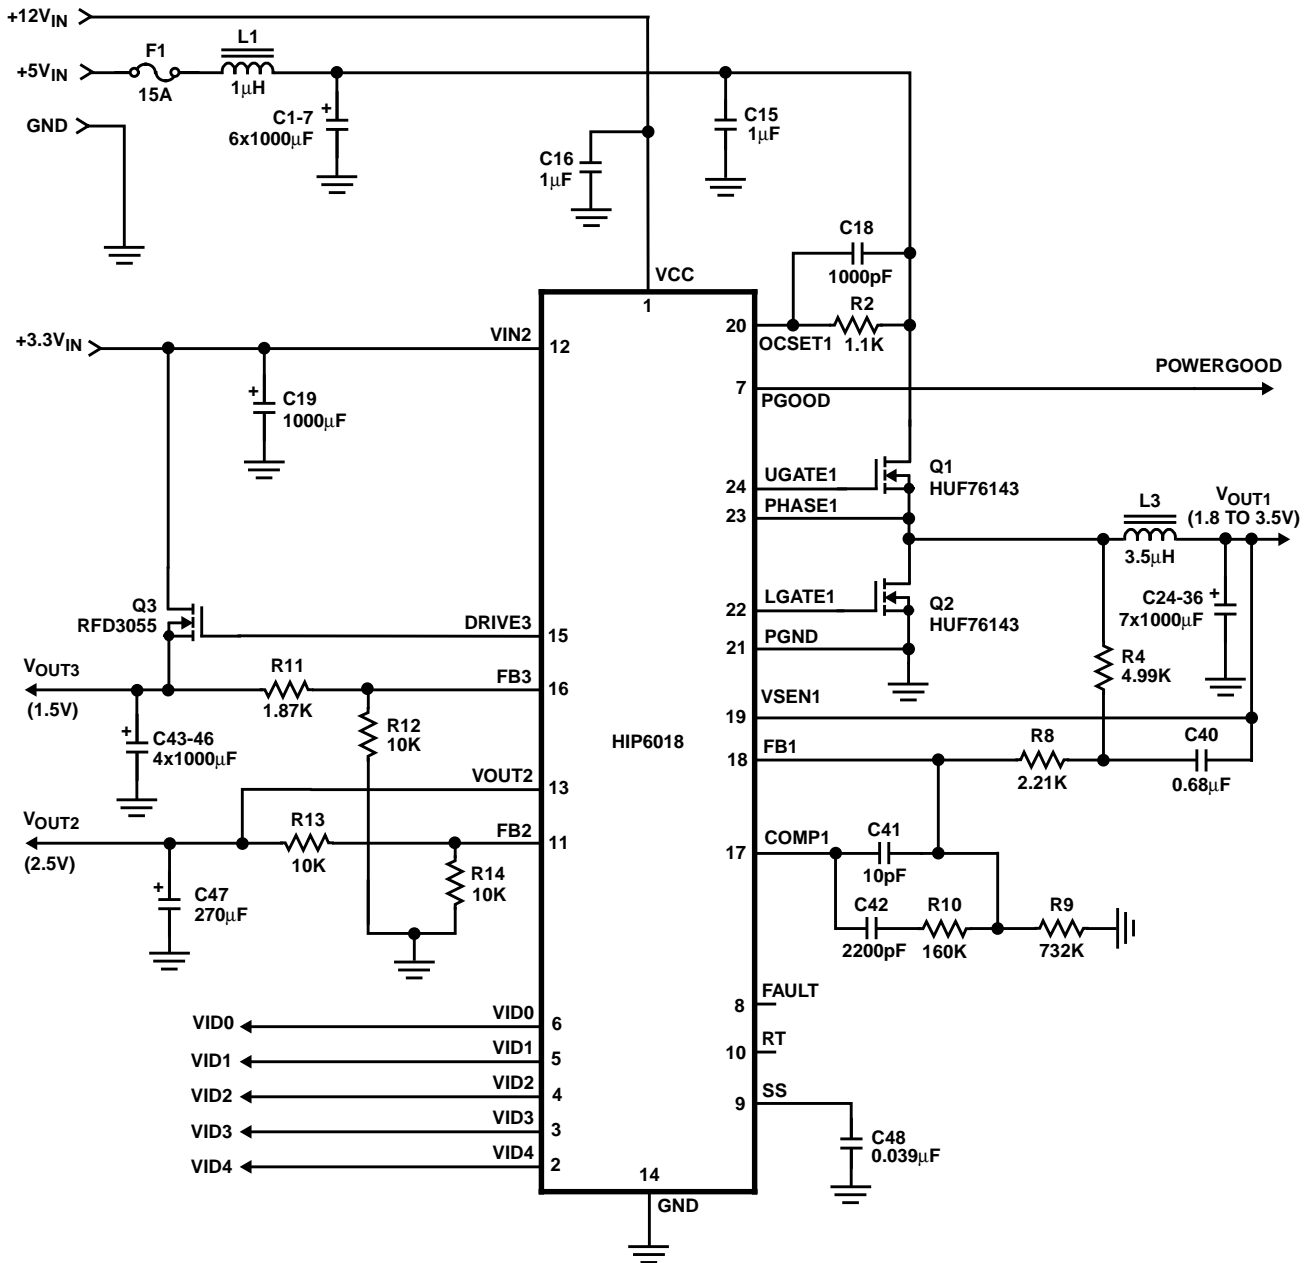 +12VIN
F1
L1
+5VIN
15A
1μH
GND
C1-7
6x1000μF
C15
1μF
C16
1μF
C18
1000pF
VCC
1
R2
1.1K
20
OCSET1
+3.3VIN
VIN2
12
7
PGOOD
POWERGOOD
C19
1000μF
24
UGATE1
Q1
HUF76143
23
PHASE1
L3
3.5μH
VOUT1
(1.8 TO 3.5V)
Q3
RFD3055
DRIVE3
15
22
LGATE1
Q2
HUF76143
C24-36
7x1000μF
21
PGND
R4
4.99K
VOUT3
(1.5V)
R11
1.87K
FB3
16
VSEN1
19
C43-46
4x1000μF
R12
10K
HIP6018
18
FB1
R8
2.21K
C40
0.68μF
VOUT2
13
VOUT2
(2.5V)
R13
10K
FB2
11
COMP1
17
C41
10pF
C47
270μF
R14
10K
C42
2200pF
R10
160K
R9
732K
8
FAULT
10
RT
9
SS
C48
0.039μF
VID0
VID0
6
VID1
VID1
5
VID2
VID2
4
VID3
VID3
3
VID4
VID4
2
14
GND